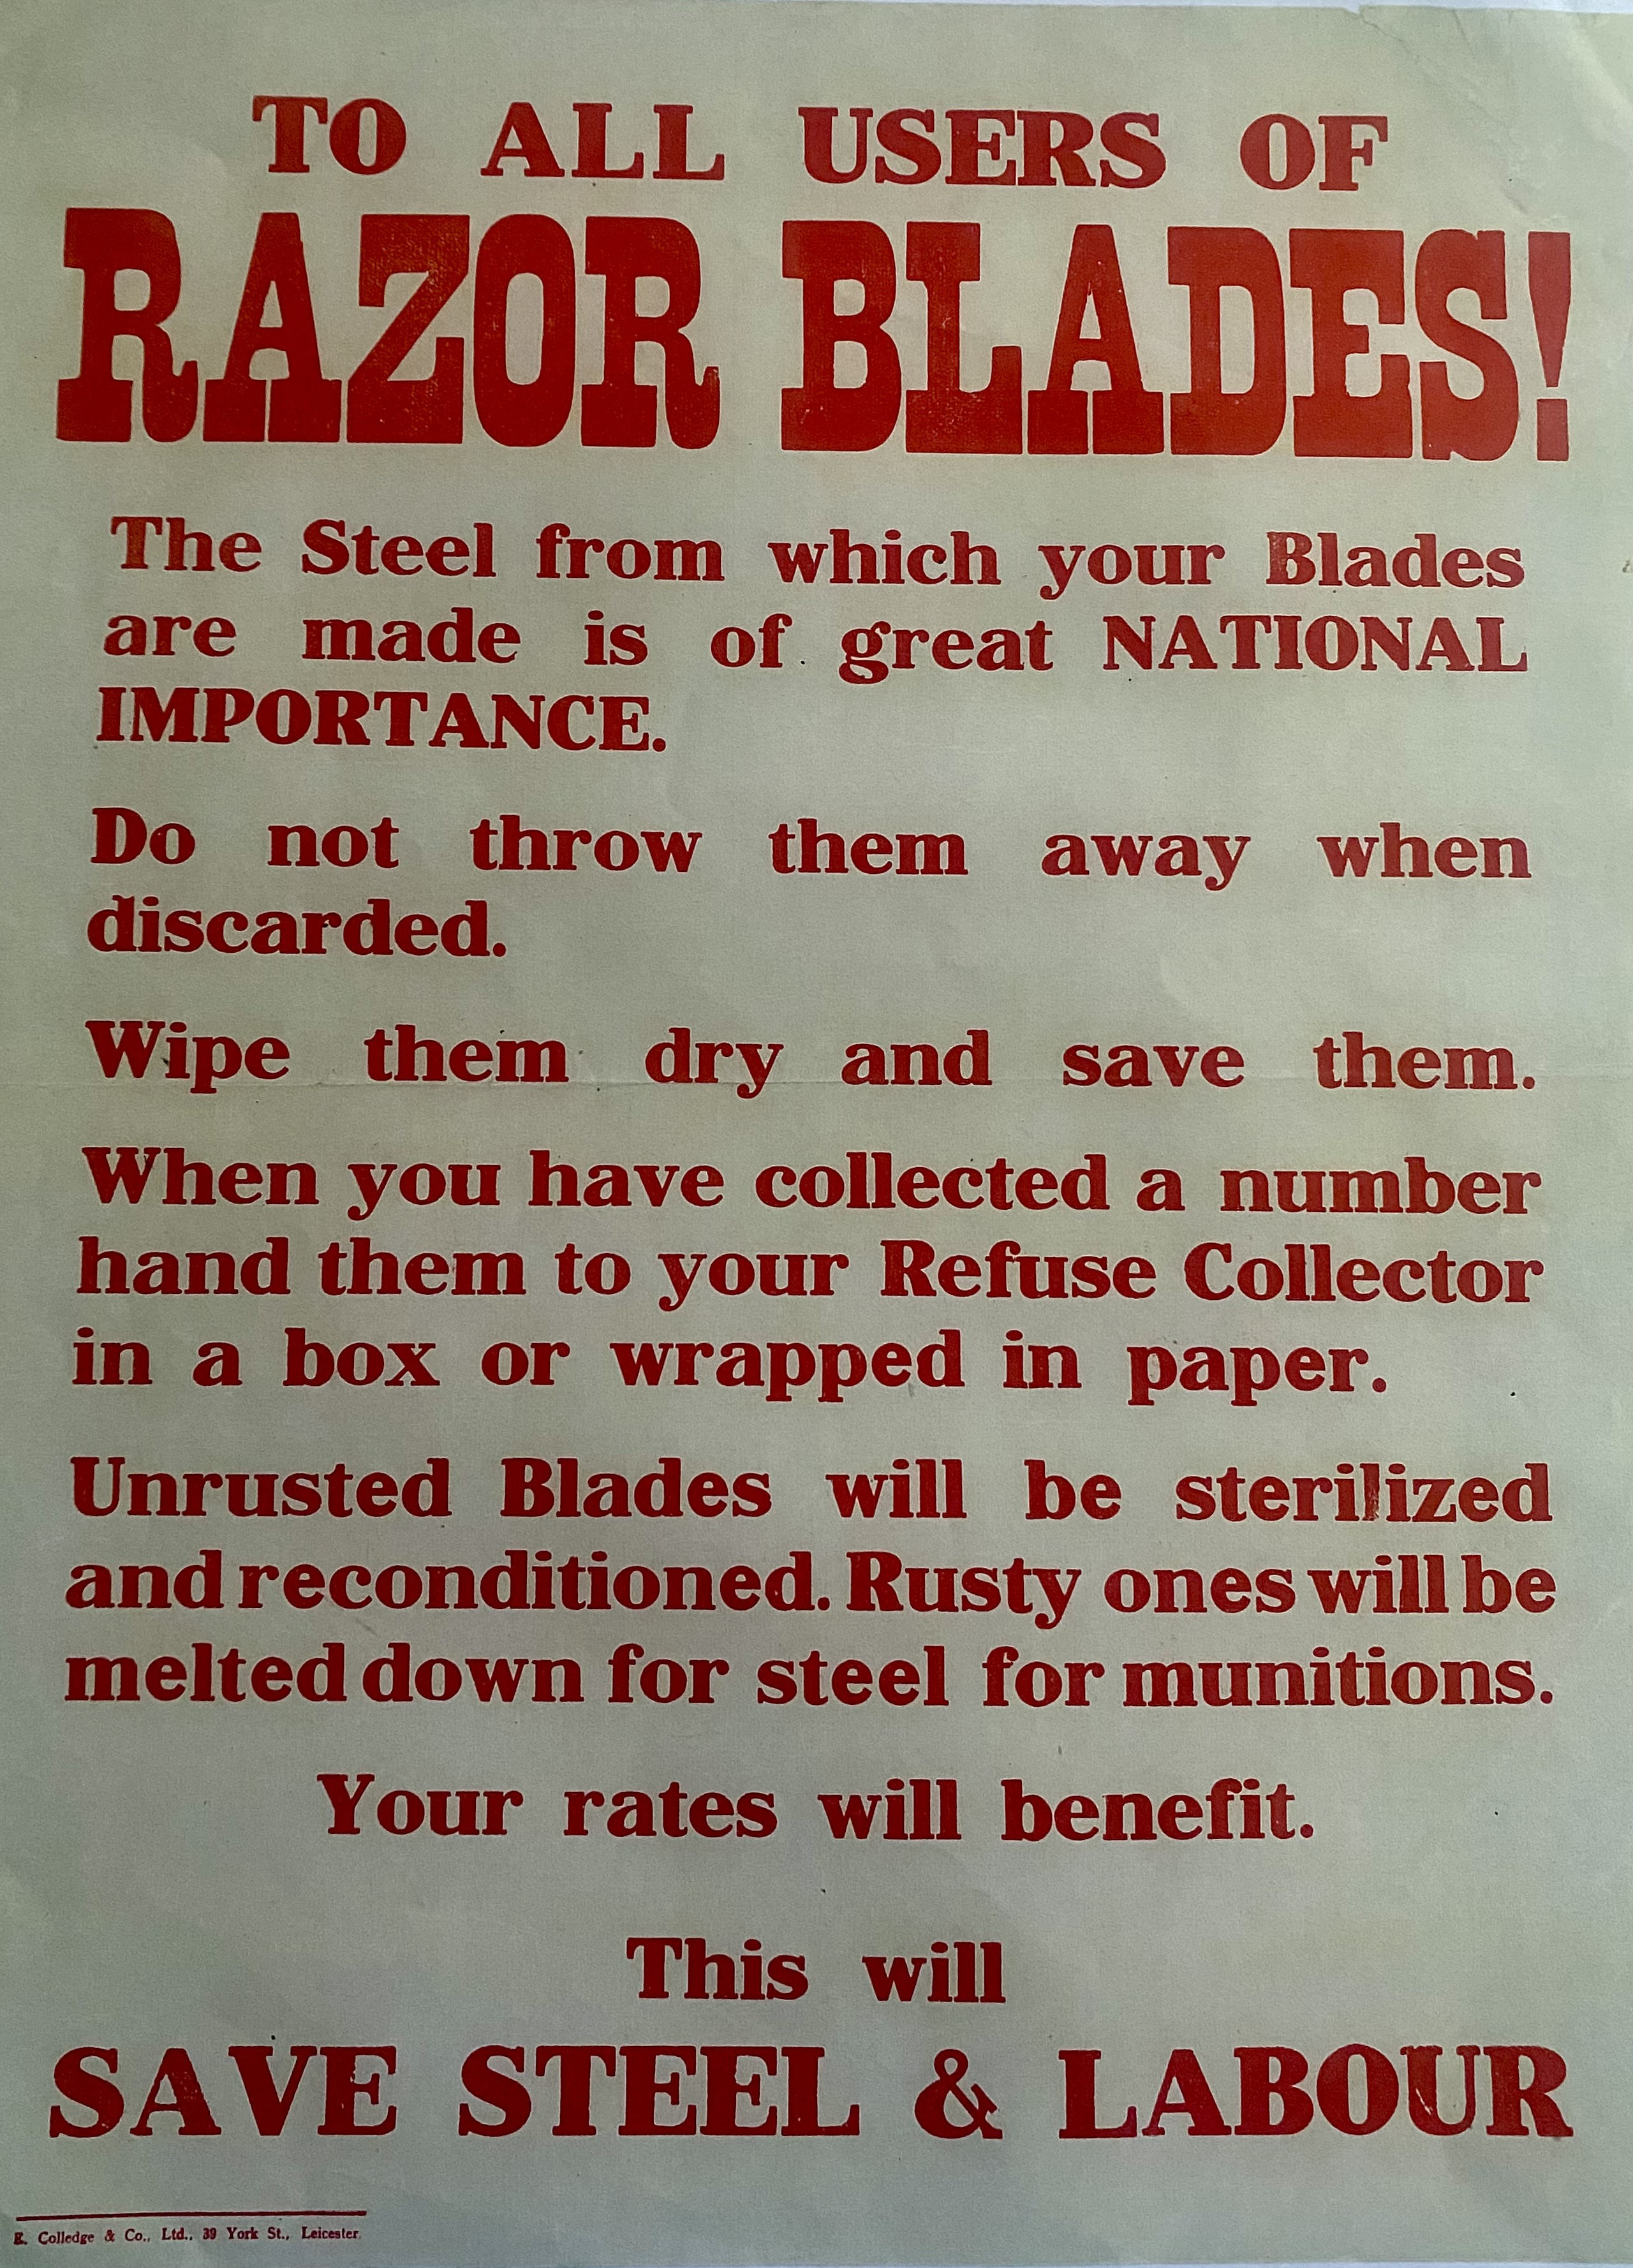 TO ALL USERS OF
RAZOR BLADES!
The Steel from which your Blades
are made is of great NATIONAL
IMPORTANCE.
Do not throw them away when
discarded.
Wipe them dry and save them.
When you have collected a number
hand them to your Refuse Collector
in a box or wrapped in paper.
Unrusted Blades will be sterilized
and reconditioned. Rusty ones will be
melted down for steel for munitions.
Your rates will benefit.
This will
SAVE STEEL & LABOUR
Colledge & Co., Ltd., 39 York St., Leicester.